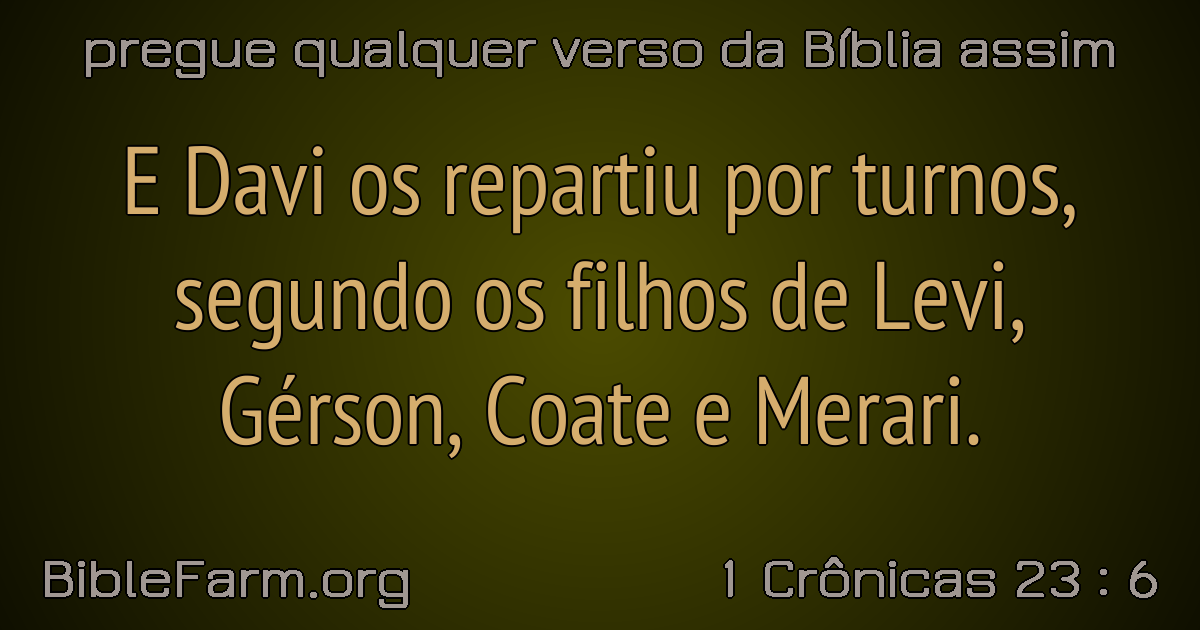 pregue qualquer verso da Bíblia assim
E Davi os repartiu por turnos,
segundo os filhos de Levi,
Gérson, Coate e Merari.
BibleFarm.org
1 Crônicas 23 : 6